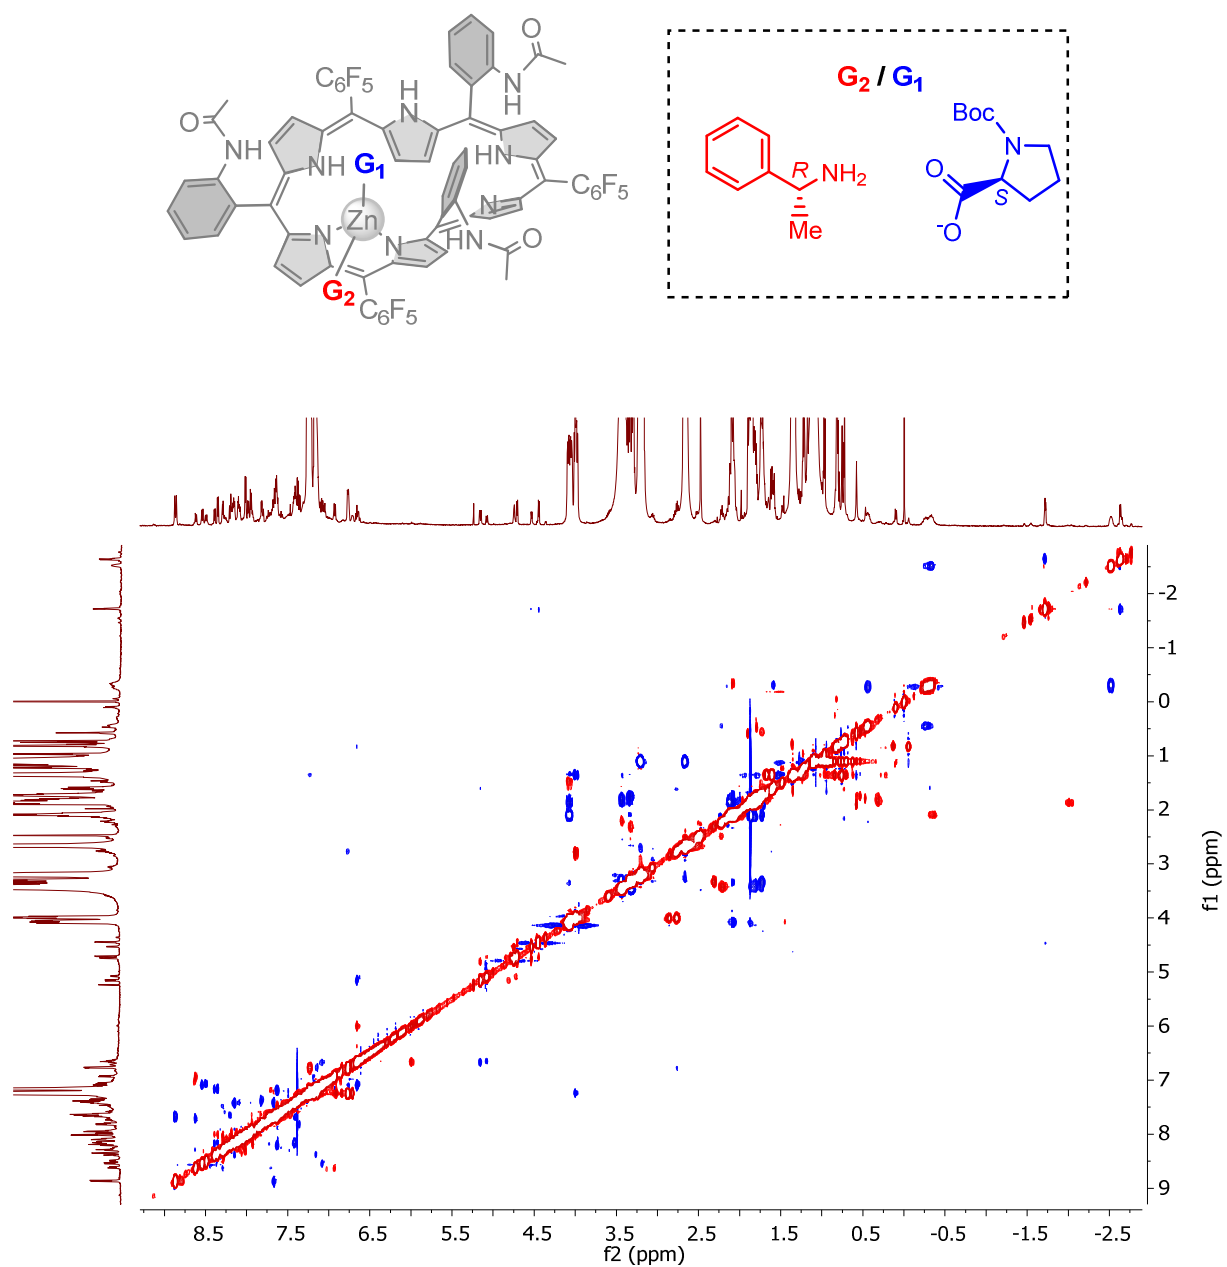 O
N
H
C₆F₅
H
N
O
NH
NH
G₁
HN
C₆F₅
Zn
N
N
N
HN
O
G₂
C₆F₅
G₂ / G₁
Boc
N
R
NH₂
Me
O
S
⁻O
-2
-1
0
1
2
3
4
5
6
7
8
9
f1 (ppm)
8.5 7.5 6.5 5.5 4.5 3.5 2.5 1.5 0.5 -0.5 -1.5 -2.5
f2 (ppm)